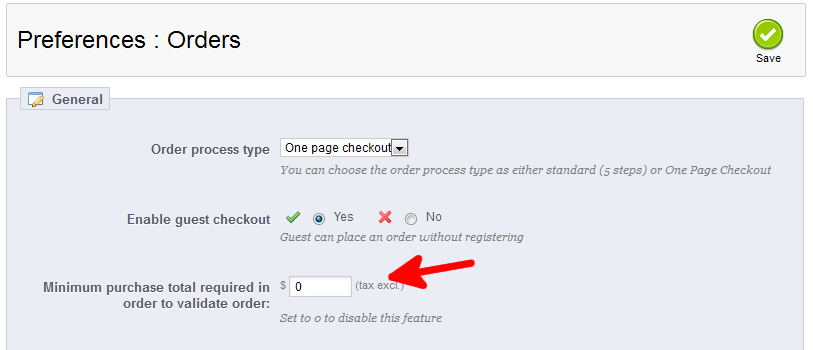 Preferences : Orders
Save
General
Order process type One page checkout
You can choose the order process type as either standard (5 steps) or One Page Checkout
Enable guest checkout Yes No
Guest can place an order without registering
Minimum purchase total required in
order to validate order:
$ 0 (tax excl.)
Set to 0 to disable this feature